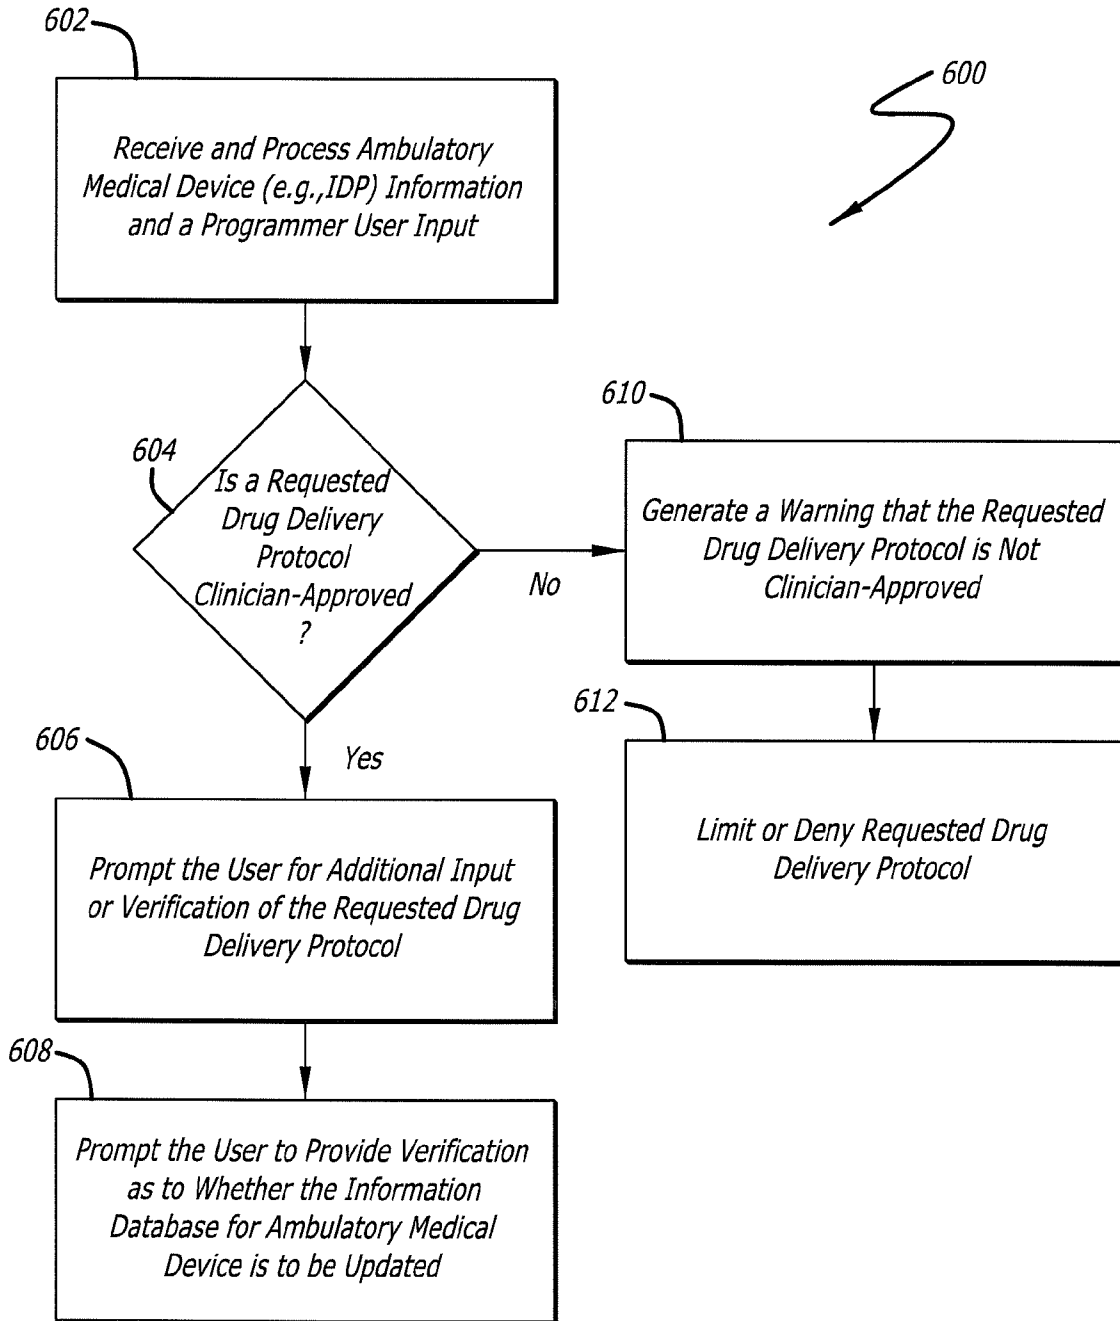 602
600
Receive and Process Ambulatory
Medical Device (e.g.,IDP) Information
and a Programmer User Input
604
Is a Requested
Drug Delivery
Protocol
Clinician-Approved
?
No
Yes
610
Generate a Warning that the Requested
Drug Delivery Protocol is Not
Clinician-Approved
612
Limit or Deny Requested Drug
Delivery Protocol
606
Prompt the User for Additional Input
or Verification of the Requested Drug
Delivery Protocol
608
Prompt the User to Provide Verification
as to Whether the Information
Database for Ambulatory Medical
Device is to be Updated